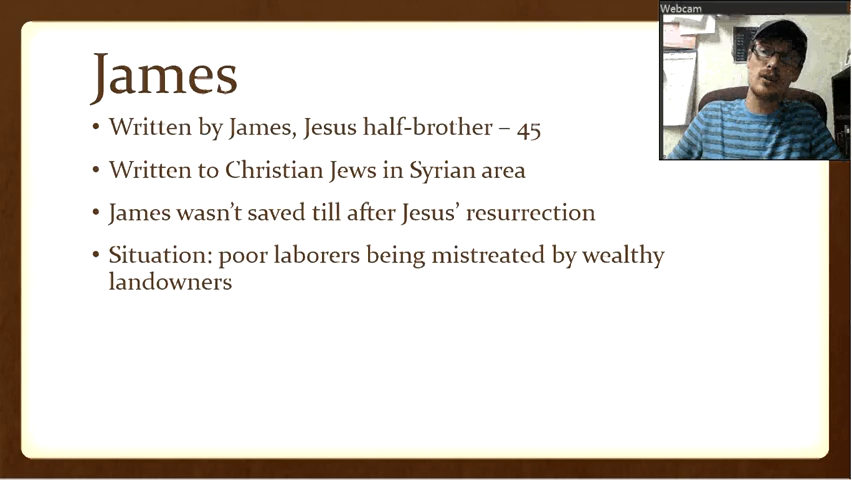 Webcam
James
• Written by James, Jesus half-brother – 45
• Written to Christian Jews in Syrian area
• James wasn’t saved till after Jesus’ resurrection
• Situation: poor laborers being mistreated by wealthy
landowners